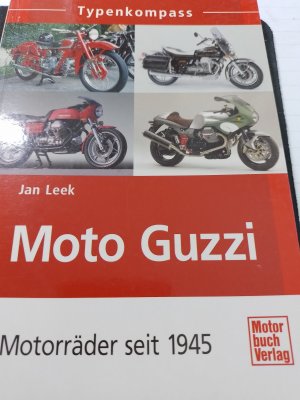 Typenkompass
Jan Leek
Moto Guzzi
Motorräder seit 1945
Motor
buch
Verlag